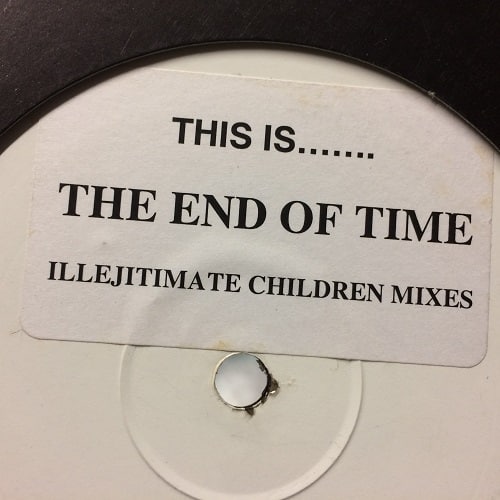 THIS IS.......
THE END OF TIME
ILLEJITIMATE CHILDREN MIXES